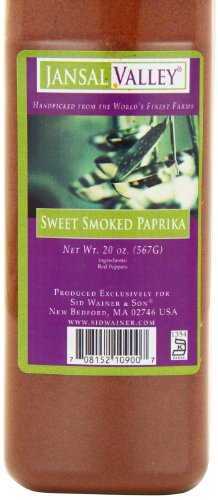 JANSAL VALLEY®
HANDPICKED FROM THE WORLD'S FINEST FARMS
SWEET SMOKED PAPRIKA
NET WT. 20 OZ. (567G)
Ingredients:
Red Peppers
PRODUCED EXCLUSIVELY FOR
SID WAINER & SON®
NEW BEDFORD, MA 02746 USA
WWW.SIDWAINER.COM
1354
K
7 08152 10900 7